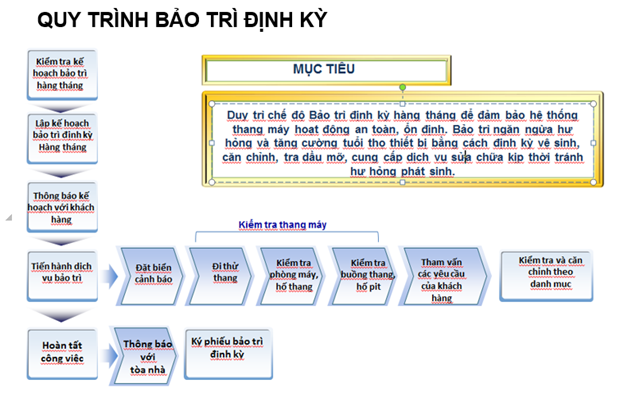 QUY TRÌNH BẢO TRÌ ĐỊNH KỲ
Kiểm tra kế
hoạch bảo trì
hàng tháng
MỤC TIÊU
Duy trì chế độ Bảo trì định kỳ hàng tháng để đảm bảo hệ thống
thang máy hoạt động an toàn, ổn định. Bảo trì ngăn ngừa hư
hỏng và tăng cường tuổi thọ thiết bị bằng cách định kỳ vệ sinh,
căn chỉnh, tra dầu mỡ, cung cấp dịch vụ sửa chữa kịp thời tránh
hư hỏng phát sinh.
Lập kế hoạch
bảo trì định kỳ
Hàng tháng
Thông báo kế
hoạch với khách
hàng
Kiểm tra thang máy
Tiến hành dịch
vụ bảo trì
Đặt biển
cảnh báo
Đi thử
thang
Kiểm tra
phòng máy,
hố thang
Kiểm tra
buồng thang,
hố pit
Tham vấn
các yêu cầu
của khách
hàng
Kiểm tra và căn
chỉnh theo
danh mục
Hoàn tất
công việc
Thông báo
với
tòa nhà
Ký phiếu bảo trì
định kỳ